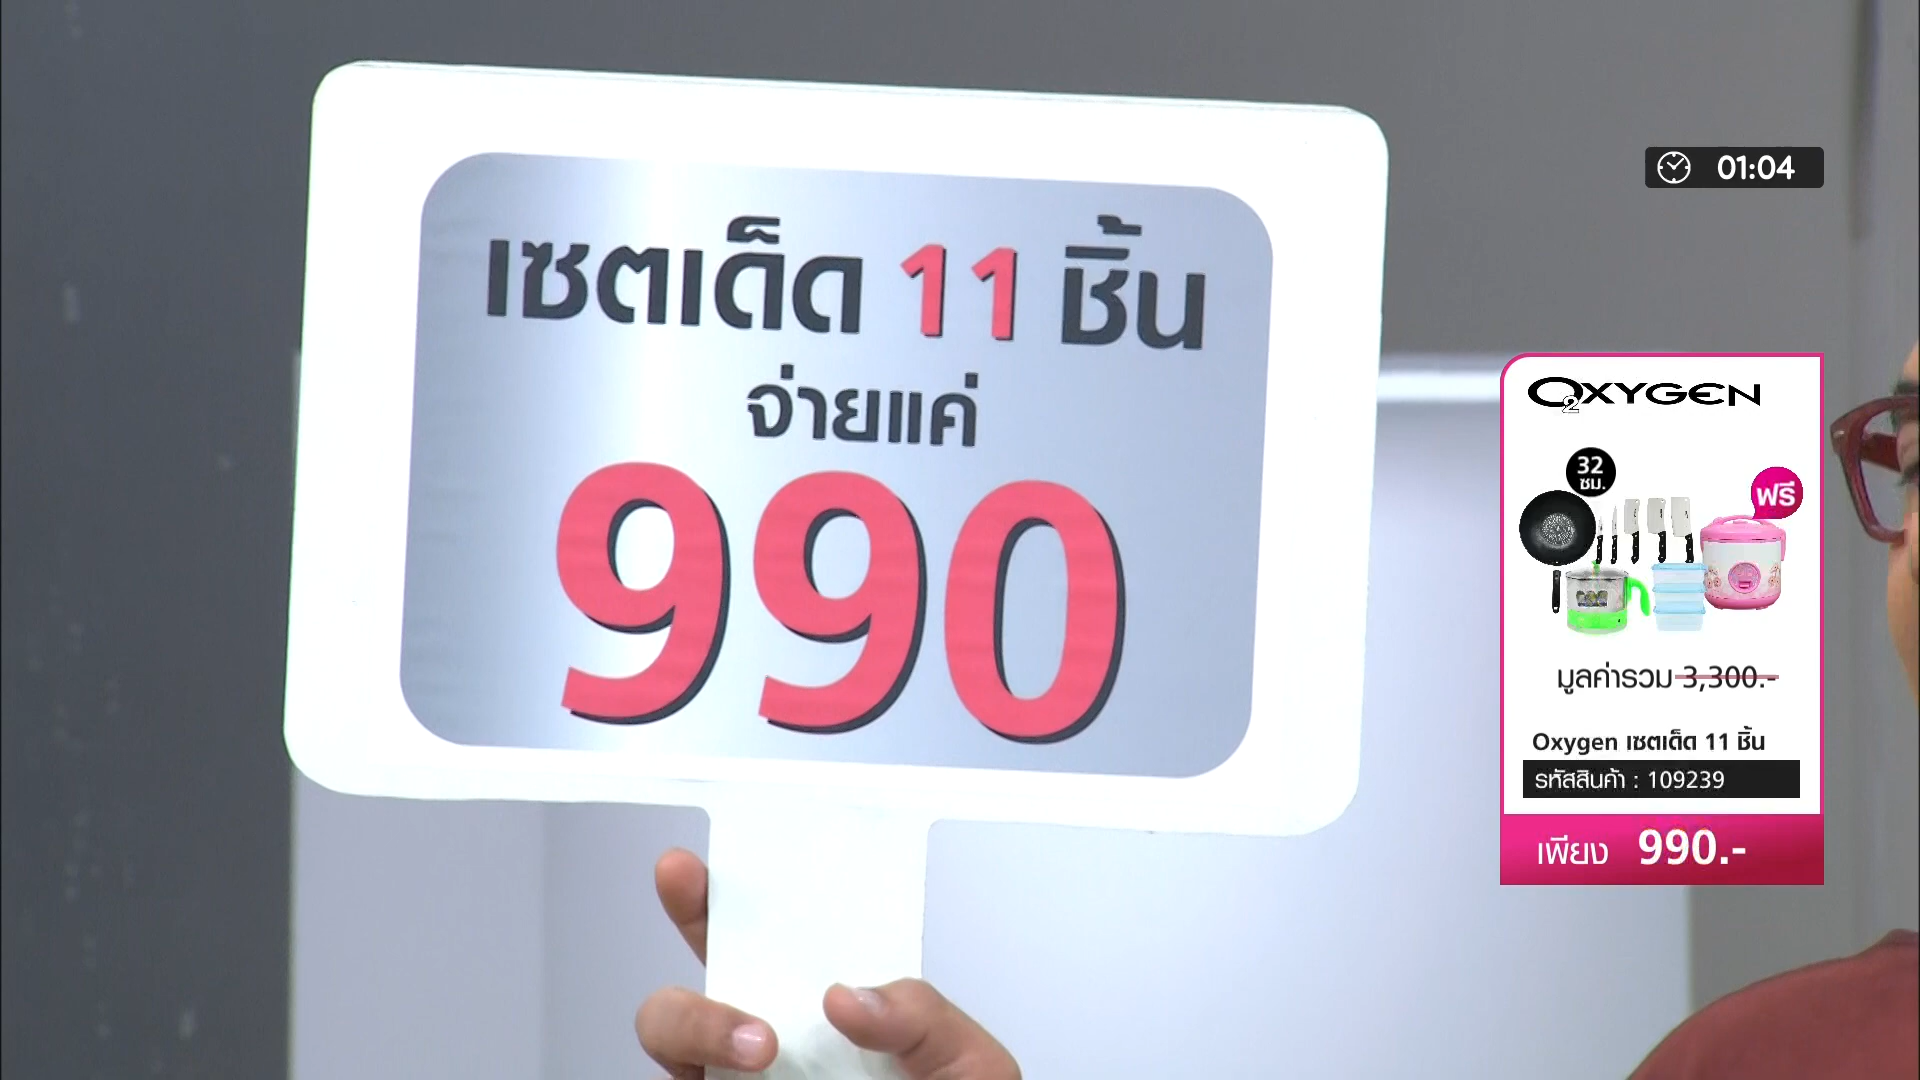 เซตเด็ด 11 ชิ้น
จ่ายแค่
990
01:04
O2XYGEN
32
ซม.
ฟรี
มูลค่ารวม 3,300.-
Oxygen เซตเด็ด 11 ชิ้น
รหัสสินค้า : 109239
เพียง 990.-